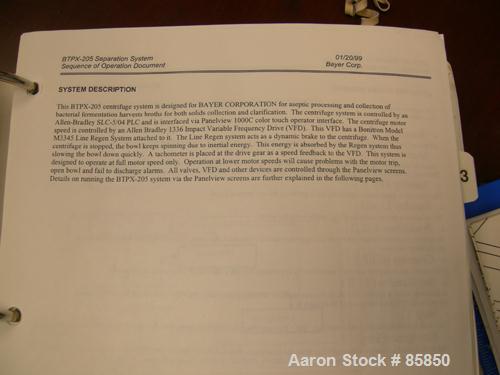 BTPX-205 Separation System 01/20/99
Sequence of Operation Document Bayer Corp.
SYSTEM DESCRIPTION
This BTPX-205 centrifuge system is designed for BAYER CORPORATION for aseptic processing and collection of
bacterial fermentation harvests broths for both solids collection and clarification. The centrifuge system is controlled by an
Allen-Bradley SLC-5/04 PLC and is interfaced via Panelview 1000C color touch operator interface. The centrifuge motor
speed is controlled by an Allen Bradley 1336 Impact Variable Frequency Drive (VFD). This VFD has a Bonitron Model
M3345 Line Regen System attached to it. The Line Regen system acts as a dynamic brake to the centrifuge. When the
centrifuge is stopped, the bowl keeps spinning due to inertial energy. This energy is absorbed by the Regen system thus
slowing the bowl down quickly. A tachometer is placed at the drive gear as a speed feedback to the VFD. This system is
designed to operate at full motor speed only. Operation at lower motor speeds will cause problems with the motor trip,
open bowl and fail to discharge alarms. All valves, VFD and other devices are controlled through the Panelview screens.
Details on running the BTPX-205 system via the Panelview screens are further explained in the following pages.
3
Aaron Stock # 85850